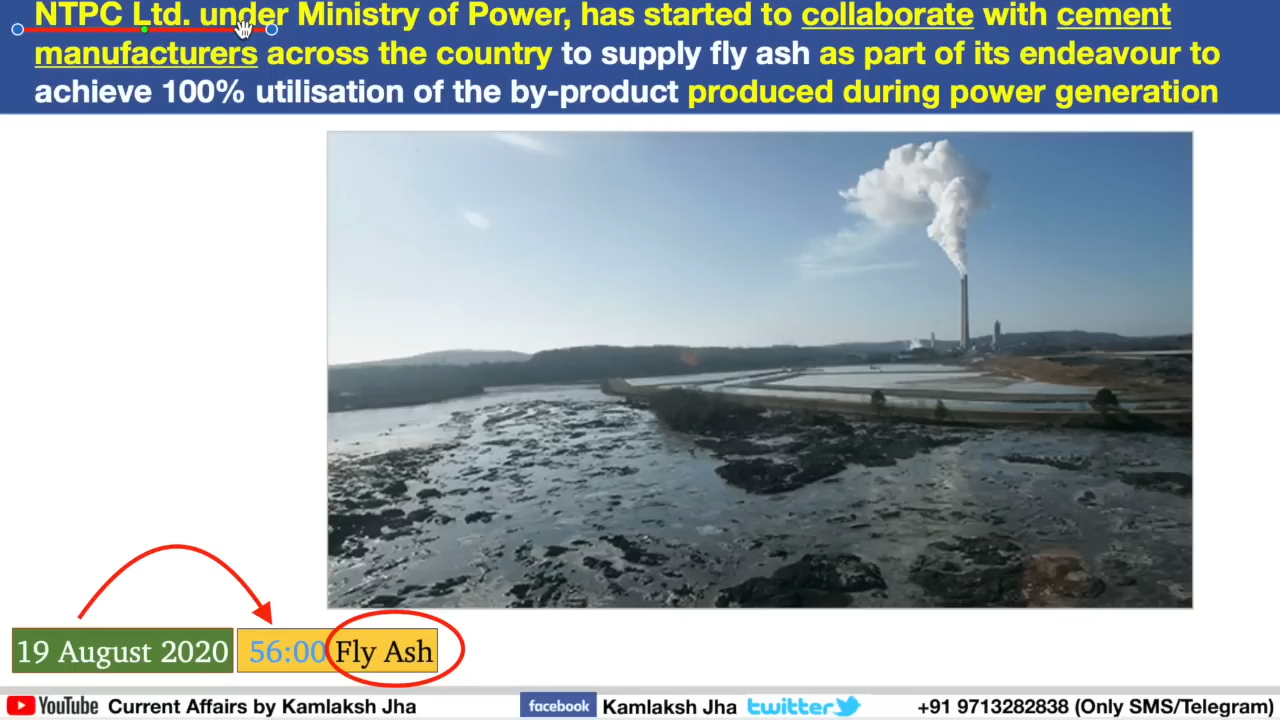 NTPC Ltd. under Ministry of Power, has started to collaborate with cement
manufacturers across the country to supply fly ash as part of its endeavour to
achieve 100% utilisation of the by-product produced during power generation
19 August 2020 56:00 Fly Ash
YouTube Current Affairs by Kamlaksh Jha facebook Kamlaksh Jha twitter +91 9713282838 (Only SMS/Telegram)